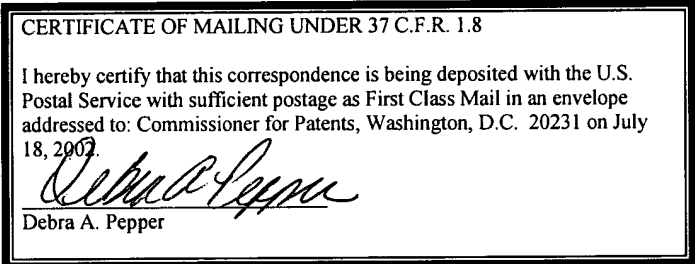 CERTIFICATE OF MAILING UNDER 37 C.F.R. 1.8
I hereby certify that this correspondence is being deposited with the U.S.
Postal Service with sufficient postage as First Class Mail in an envelope
addressed to: Commissioner for Patents, Washington, D.C. 20231 on July
18, 2002.
Debra A Pepper
Debra A. Pepper